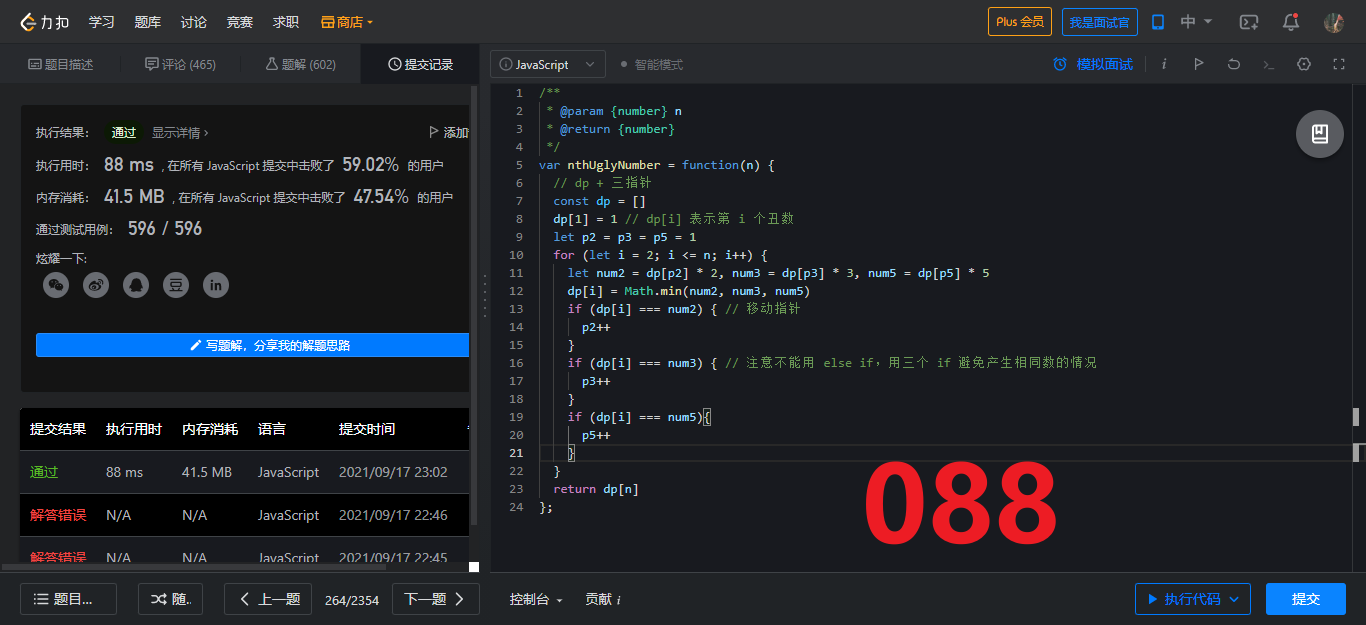 力扣 学习 题库 讨论 竞赛 求职 商店 Plus 会员 我是面试官 中
题目描述 评论 (465) 题解 (602) 提交记录 JavaScript 智能模式 模拟面试 i
执行结果： 通过 显示详情 › 添加
执行用时： 88 ms , 在所有 JavaScript 提交中击败了 59.02% 的用户
内存消耗： 41.5 MB , 在所有 JavaScript 提交中击败了 47.54% 的用户
通过测试用例： 596 / 596
炫耀一下:
豆 in
写题解，分享我的解题思路
提交结果 执行用时 内存消耗 语言 提交时间
通过 88 ms 41.5 MB JavaScript 2021/09/17 23:02
解答错误 N/A N/A JavaScript 2021/09/17 22:46
解答错误 N/A N/A JavaScript 2021/09/17 22:45
1 /**
2  * @param {number} n
3  * @return {number}
4  */
5 var nthUglyNumber = function(n) {
6   // dp + 三指针
7   const dp = []
8   dp[1] = 1 // dp[i] 表示第 i 个丑数
9   let p2 = p3 = p5 = 1
10   for (let i = 2; i <= n; i++) {
11     let num2 = dp[p2] * 2, num3 = dp[p3] * 3, num5 = dp[p5] * 5
12     dp[i] = Math.min(num2, num3, num5)
13     if (dp[i] === num2) { // 移动指针
14       p2++
15     }
16     if (dp[i] === num3) { // 注意不能用 else if，用三个 if 避免产生相同数的情况
17       p3++
18     }
19     if (dp[i] === num5){
20       p5++
21     }
22   }
23   return dp[n]
24 };
088
题目... 随.. 上一题 264/2354 下一题 控制台 贡献 i 执行代码 提交